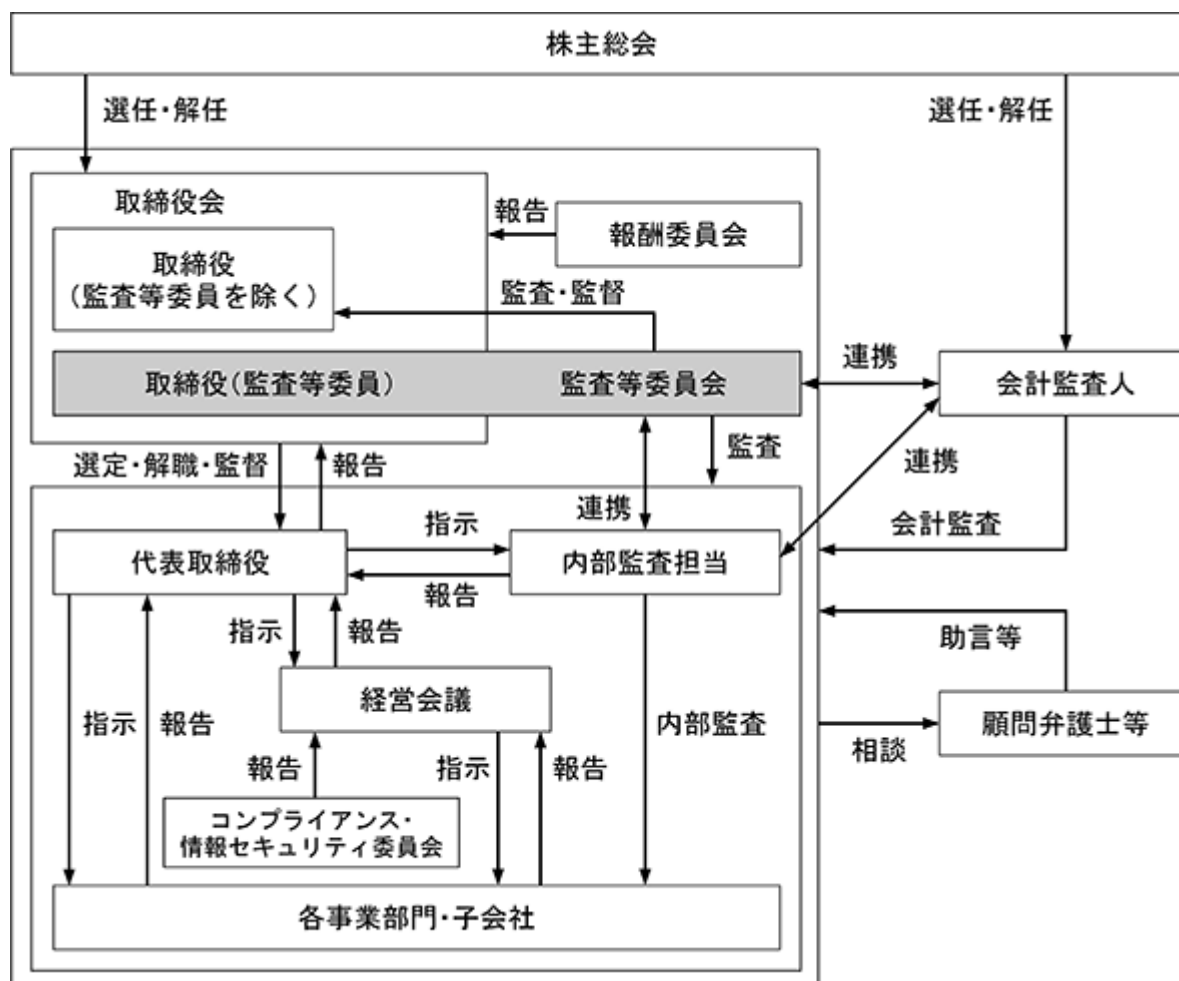 株主総会
選任・解任
選任・解任
取締役会
報告
報酬委員会
取締役
（監査等委員を除く）
監査・監督
取締役（監査等委員）
監査等委員会
連携
会計監査人
選定・解職・監督
報告
監査
連携
連携
会計監査
代表取締役
指示
報告
内部監査担当
指示
報告
助言等
経営会議
指示
報告
内部監査
顧問弁護士等
相談
報告
指示
報告
コンプライアンス・
情報セキュリティ委員会
各事業部門・子会社